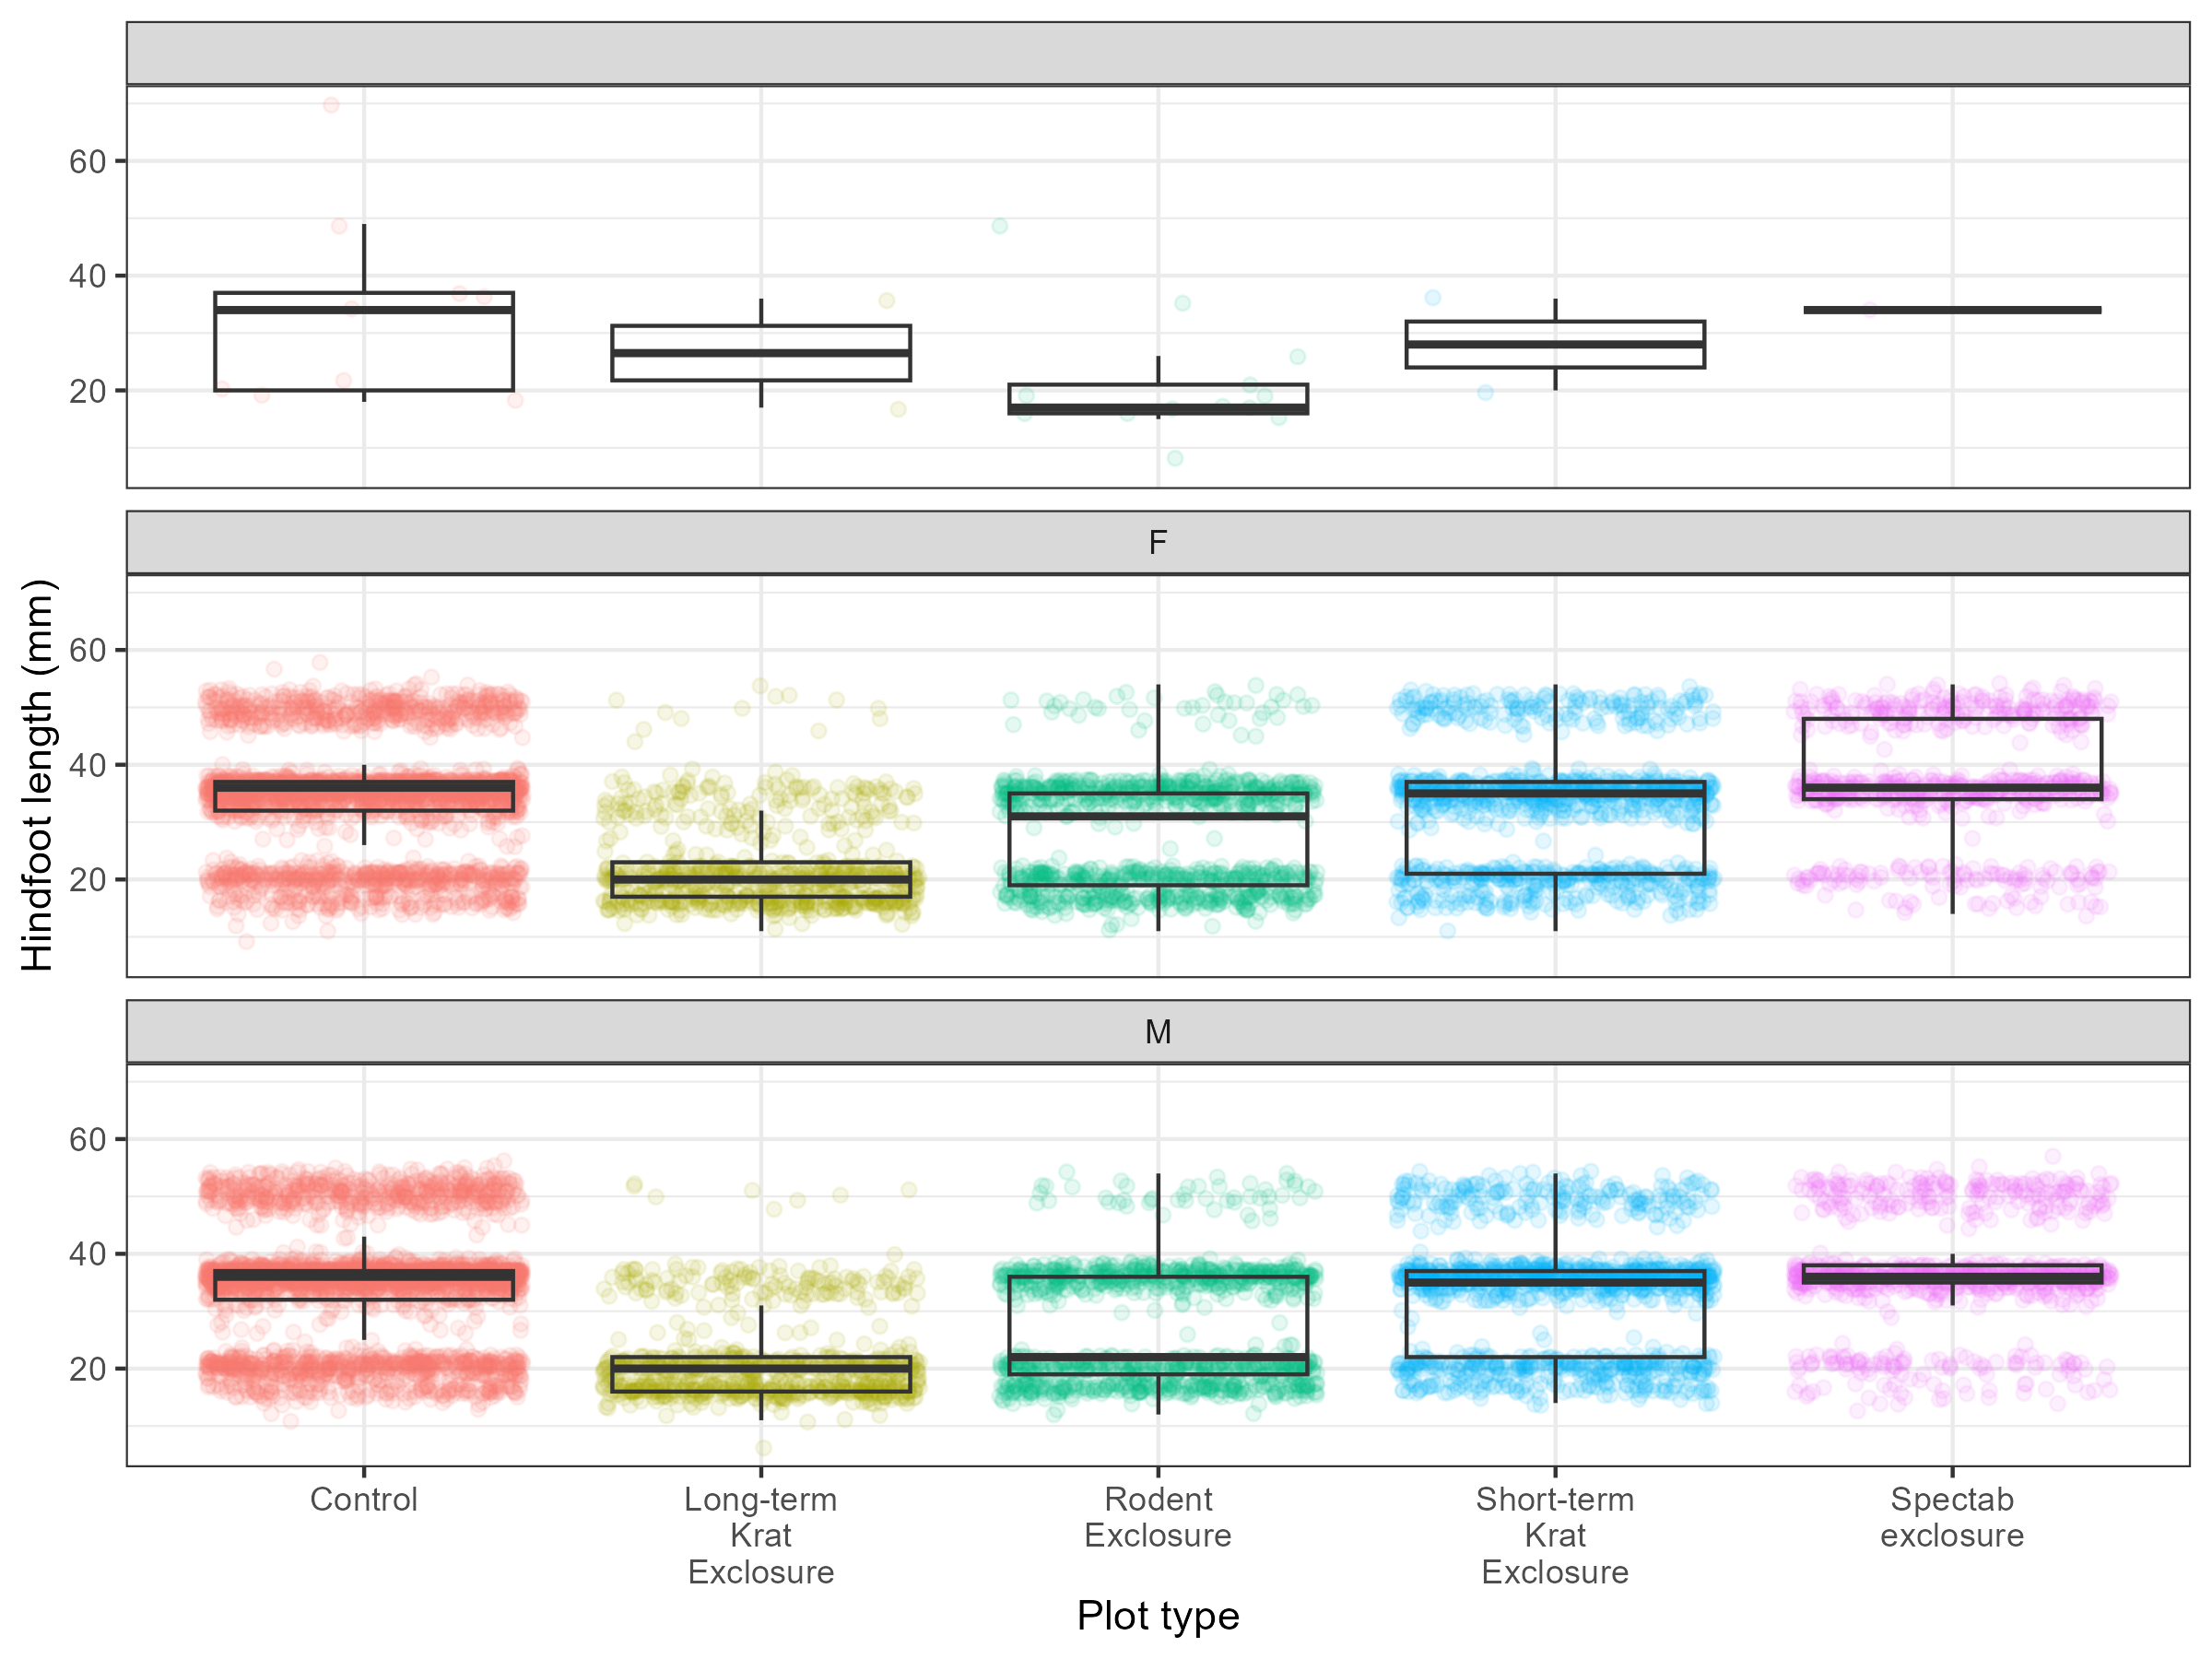 60
40
20
F
60
40
20
M
60
40
20
Hindfoot length (mm)
Control
Long-term
Krat
Exclosure
Rodent
Exclosure
Short-term
Krat
Exclosure
Spectab
exclosure
Plot type